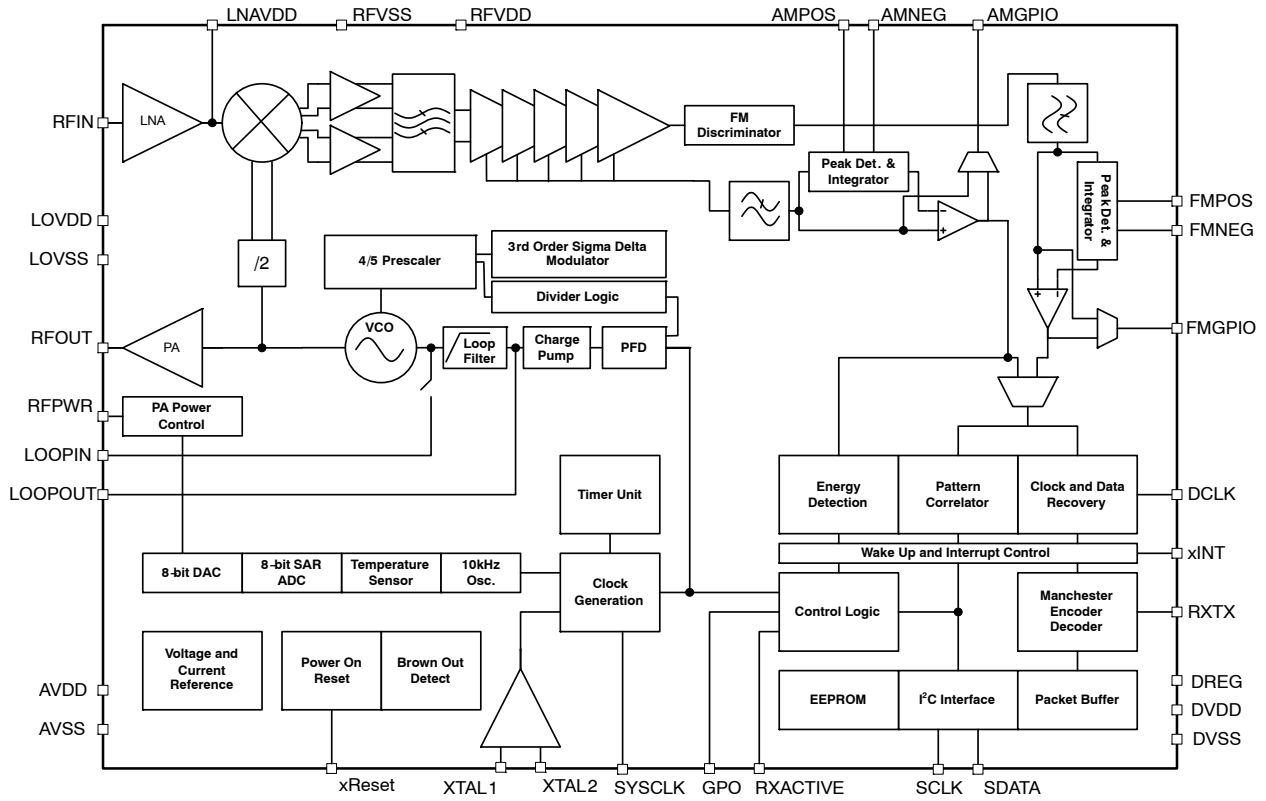 LNAVDD
RFVSS
RFVDD
AMPOS
AMNEG
AMGPIO
RFIN
LNA
FM
Discriminator
Peak Det. &
Integrator
Peak Det. &
Integrator
FMPOS
FMNEG
LOVDD
LOVSS
/2
4/5 Prescaler
3rd Order Sigma Delta
Modulator
Divider Logic
− +
+ −
RFOUT
PA
VCO
Loop
Filter
Charge
Pump
PFD
FMGPIO
RFPWR
PA Power
Control
LOOPIN
LOOPOUT
Timer Unit
Energy
Detection
Pattern
Correlator
Clock and Data
Recovery
DCLK
Wake Up and Interrupt Control
xINT
8−bit DAC
8−bit SAR
ADC
Temperature
Sensor
10kHz
Osc.
Clock
Generation
Control Logic
Manchester
Encoder
Decoder
RXTX
Voltage and
Current
Reference
Power On
Reset
Brown Out
Detect
EEPROM
I²C Interface
Packet Buffer
AVDD
AVSS
DREG
DVDD
DVSS
xReset
XTAL1
XTAL2
SYSCLK
GPO
RXACTIVE
SCLK
SDATA